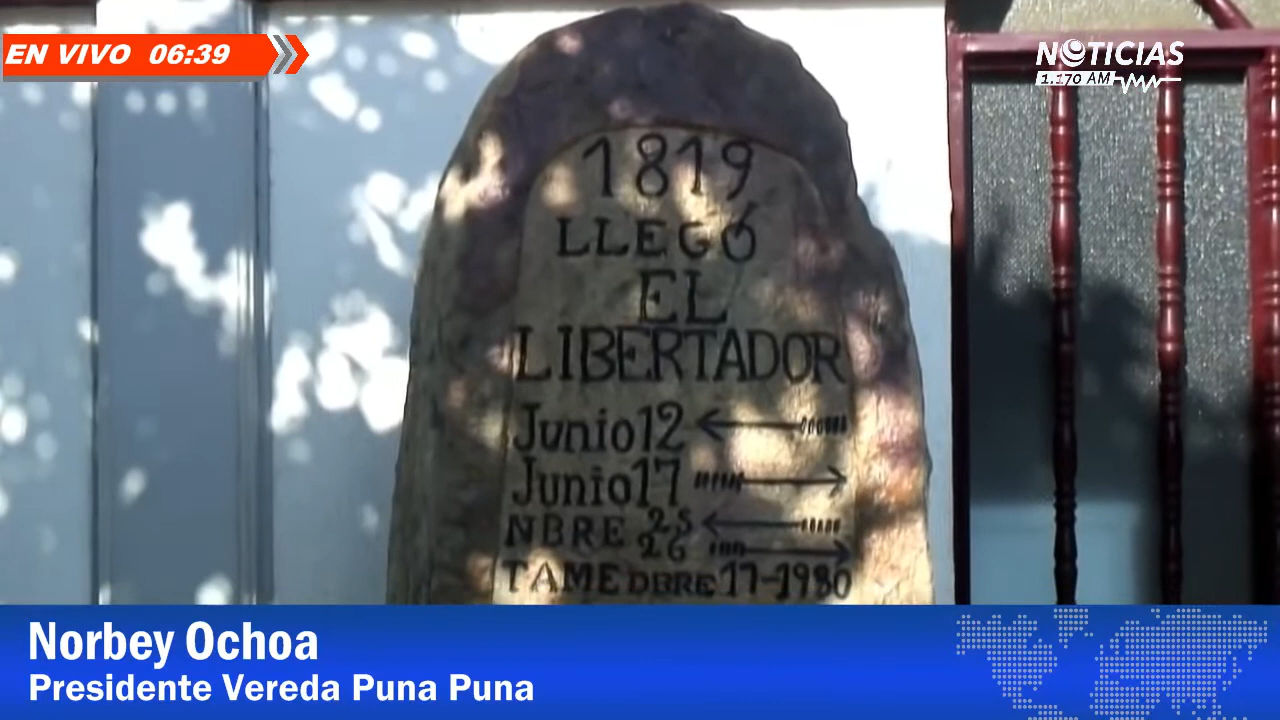 EN VIVO 06:39
NOTICIAS
1.170 AM
1819
LLEGÓ
EL
LIBERTADOR
Junio 12
Junio 17
NBRE 25
26
TAME DBRE 17-1980
Norbey Ochoa
Presidente Vereda Puna Puna